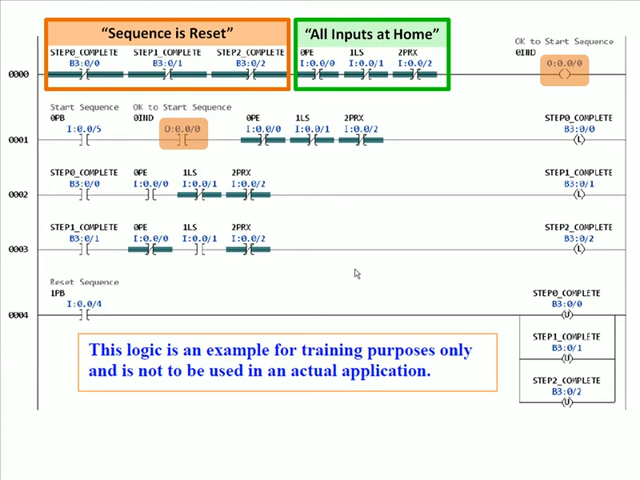 “Sequence is Reset” “All Inputs at Home”
OK to Start Sequence
STEP0_COMPLETE STEP1_COMPLETE STEP2_COMPLETE 0PE 1LS 2PRX 0IND
B3:0/0 B3:0/1 B3:0/2 I:0.0/0 I:0.0/1 I:0.0/2 O:0.0/0
0000
Start Sequence OK to Start Sequence
0PB 0IND 0PE 1LS 2PRX STEP0_COMPLETE
I:0.0/5 O:0.0/0 I:0.0/0 I:0.0/1 I:0.0/2 B3:0/0
0001 L
STEP0_COMPLETE 0PE 1LS 2PRX STEP1_COMPLETE
B3:0/0 I:0.0/0 I:0.0/1 I:0.0/2 B3:0/1
0002 L
STEP1_COMPLETE 0PE 1LS 2PRX STEP2_COMPLETE
B3:0/1 I:0.0/0 I:0.0/1 I:0.0/2 B3:0/2
0003 L
Reset Sequence
1PB STEP0_COMPLETE
I:0.0/4 B3:0/0
0004 U
STEP1_COMPLETE
B3:0/1
U
STEP2_COMPLETE
B3:0/2
U
This logic is an example for training purposes only
and is not to be used in an actual application.